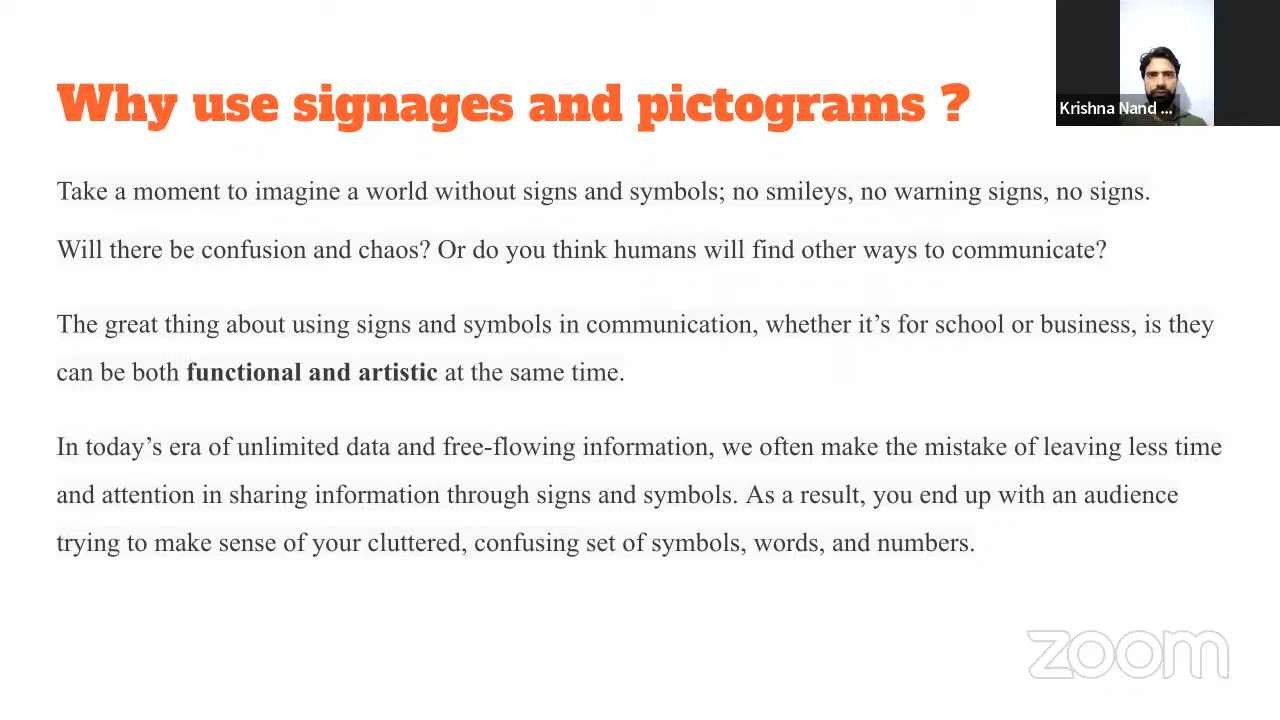 Why use signages and pictograms ?
Krishna Nand ...
Take a moment to imagine a world without signs and symbols; no smileys, no warning signs, no signs.
Will there be confusion and chaos? Or do you think humans will find other ways to communicate?
The great thing about using signs and symbols in communication, whether it’s for school or business, is they
can be both functional and artistic at the same time.
In today’s era of unlimited data and free-flowing information, we often make the mistake of leaving less time
and attention in sharing information through signs and symbols. As a result, you end up with an audience
trying to make sense of your cluttered, confusing set of symbols, words, and numbers.
zoom